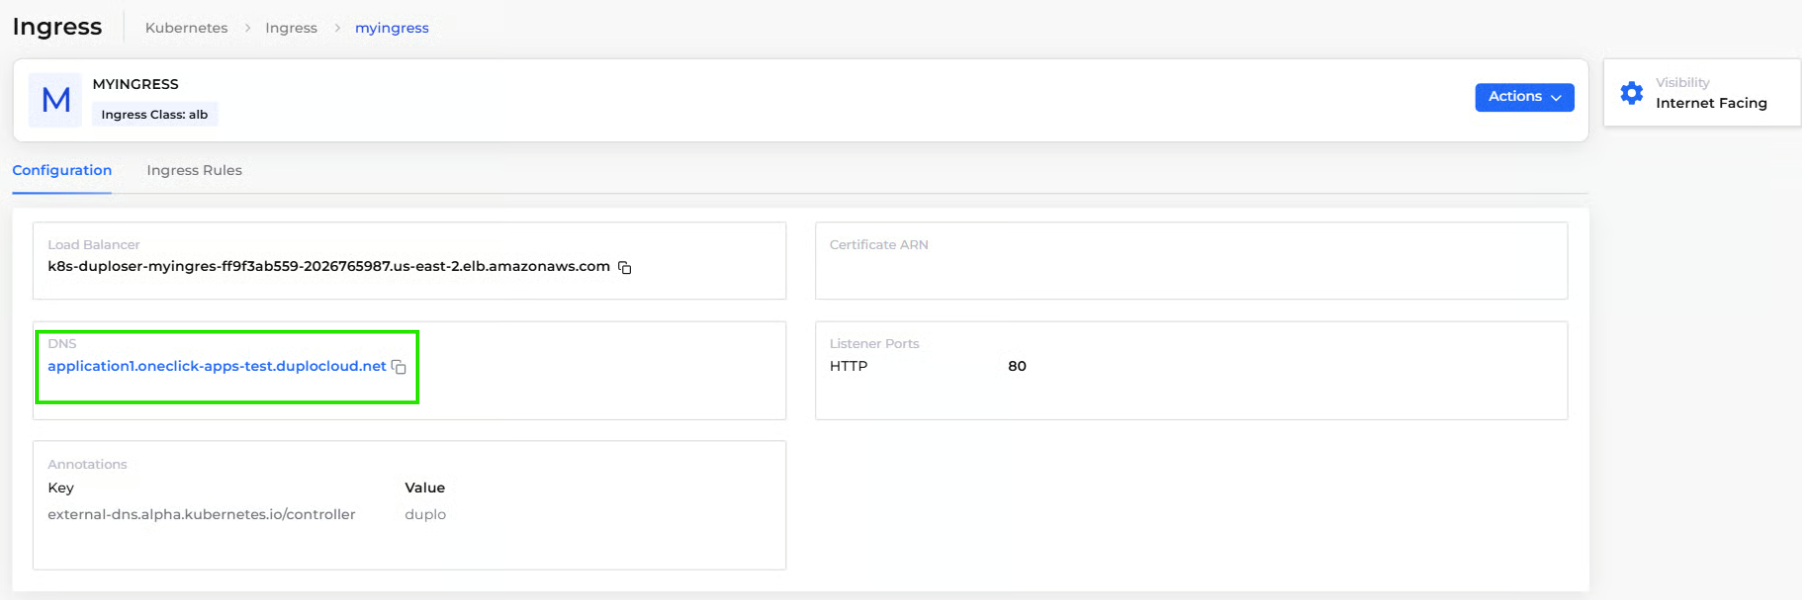 Ingress
Kubernetes > Ingress > myingress
M
MYINGRESS
Ingress Class: alb
Actions
Visibility
Internet Facing
Configuration
Ingress Rules
Load Balancer
k8s-duploser-myingres-ff9f3ab559-2026765987.us-east-2.elb.amazonaws.com
Certificate ARN
DNS
application1.oneclick-apps-test.duplocloud.net
Listener Ports
HTTP 80
Annotations
Key Value
external-dns.alpha.kubernetes.io/controller duplo